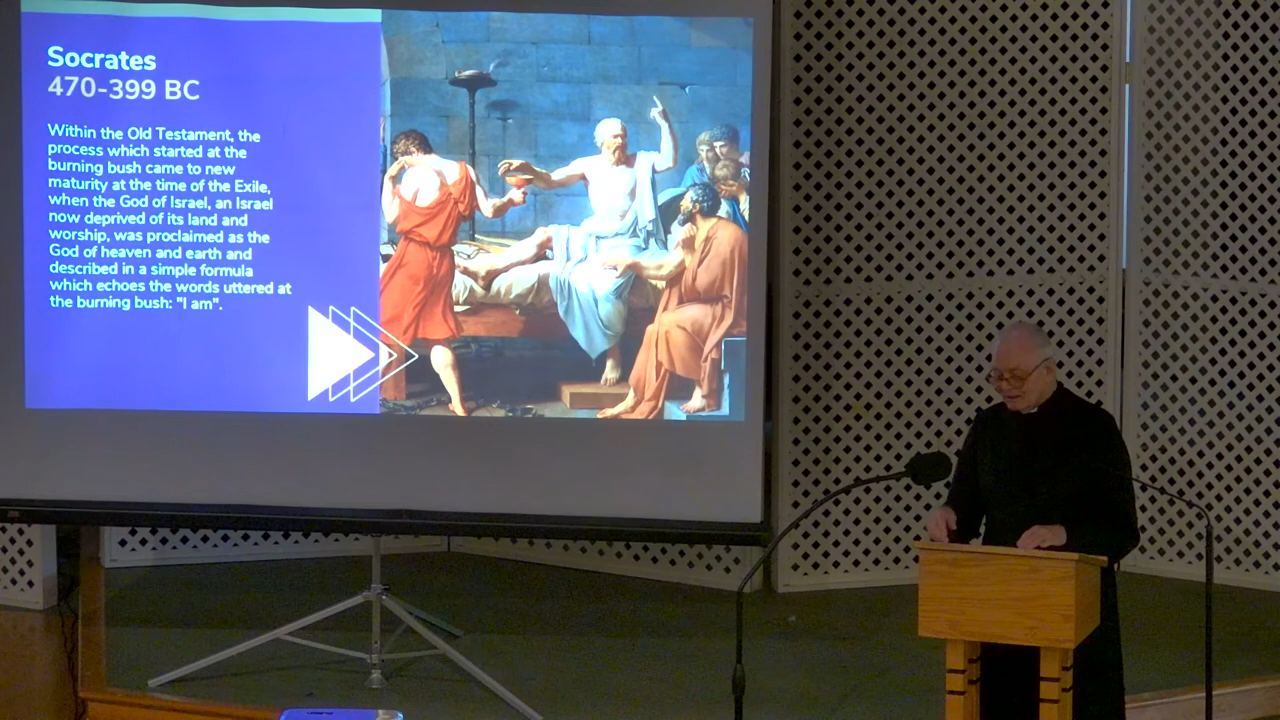 Socrates
470-399 BC
Within the Old Testament, the
process which started at the
burning bush came to new
maturity at the time of the Exile,
when the God of Israel, an Israel
now deprived of its land and
worship, was proclaimed as the
God of heaven and earth and
described in a simple formula
which echoes the words uttered at
the burning bush: "I am".